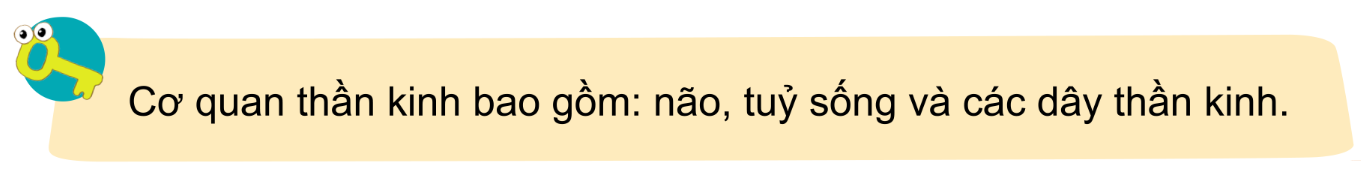 Cơ quan thần kinh bao gồm: não, tuỷ sống và các dây thần kinh.